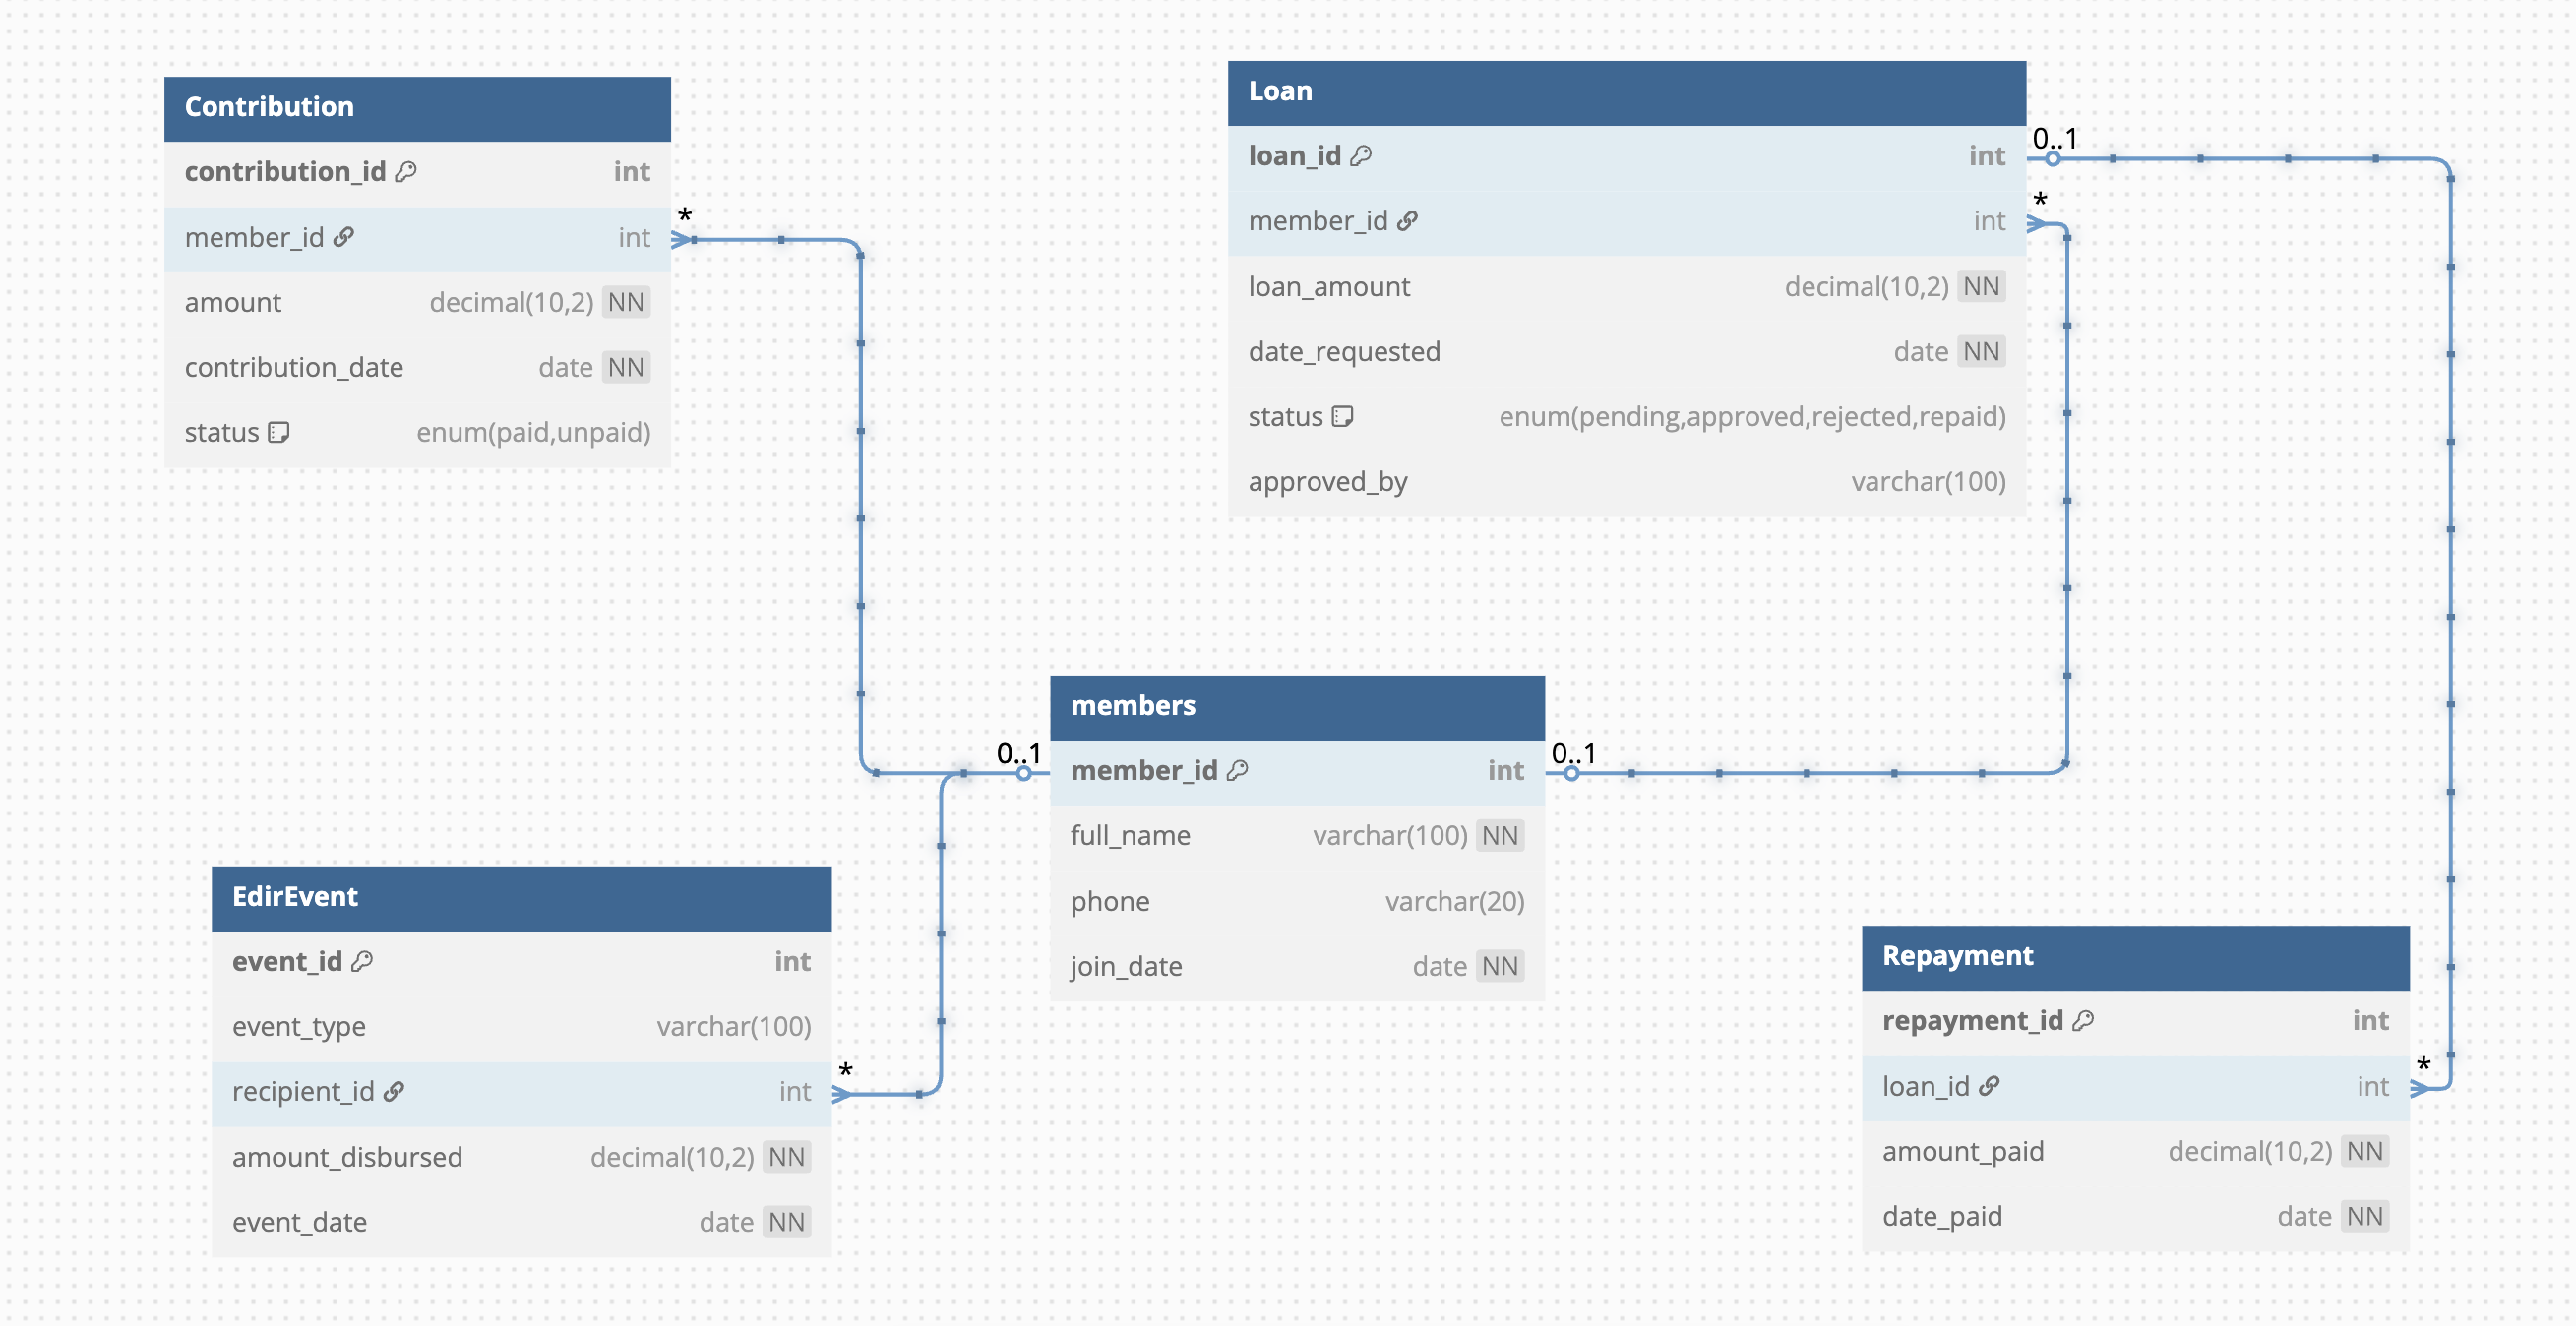 Contribution
contribution_id int
member_id int
amount decimal(10,2) NN
contribution_date date NN
status enum(paid,unpaid)
*
Loan
loan_id int
member_id int
loan_amount decimal(10,2) NN
date_requested date NN
status enum(pending,approved,rejected,repaid)
approved_by varchar(100)
0..1
*
members
0..1
member_id int
0..1
full_name varchar(100) NN
phone varchar(20)
join_date date NN
EdirEvent
event_id int
event_type varchar(100)
recipient_id int
*
amount_disbursed decimal(10,2) NN
event_date date NN
Repayment
repayment_id int
loan_id int
*
amount_paid decimal(10,2) NN
date_paid date NN